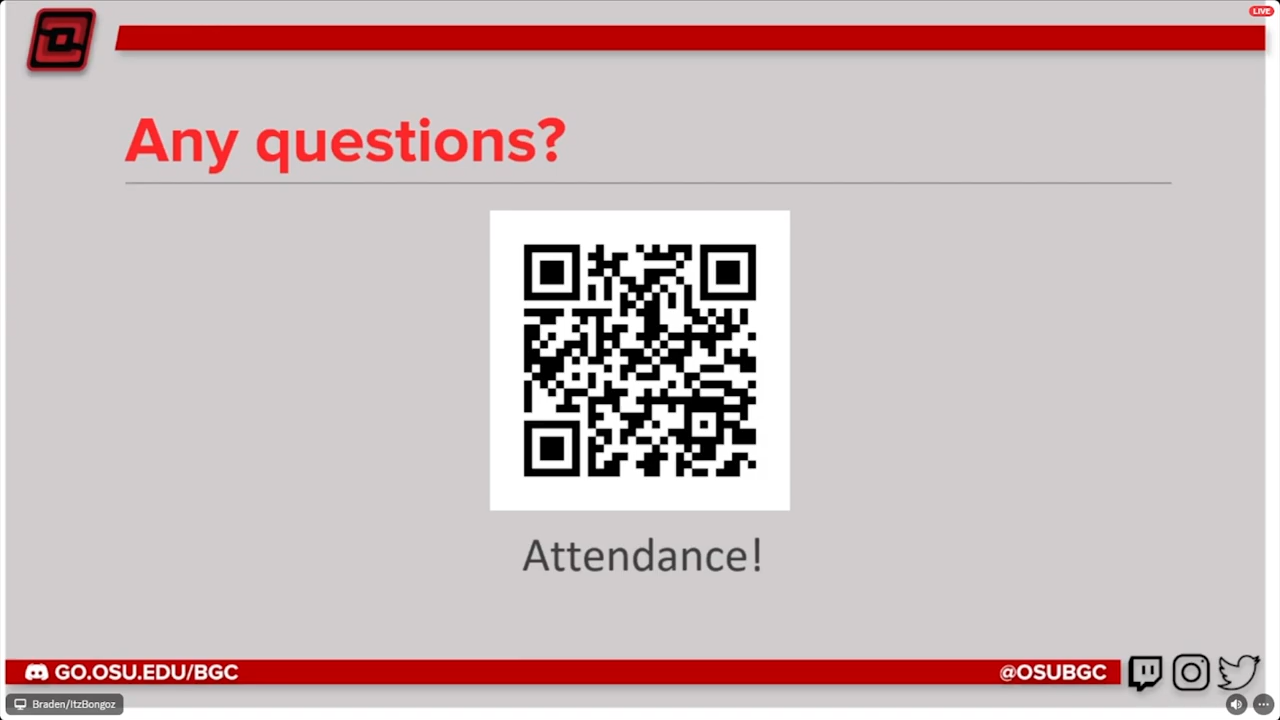 LIVE
Any questions?
Attendance!
GO.OSU.EDU/BGC
@OSUBGC
Braden/ItzBongoz